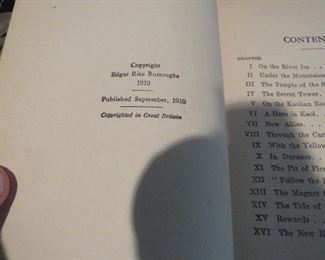 Copyright
Edgar Rice Burroughs
1919
Published September, 1919
Copyrighted in Great Britain
CONTEN
CHAPTER
I On the River Iss
II Under the Mountains
III The Temple of the S
IV The Secret Tower
V On the Kaolian Roa
VI A Hero in Kaol
VII New Allies
VIII Through the Car
IX With the Yellow
X In Durance
XI The Pit of Ple
XII "Follow the
XIII The Magnet
XIV The Tide of
XV Rewards
XVI The New R